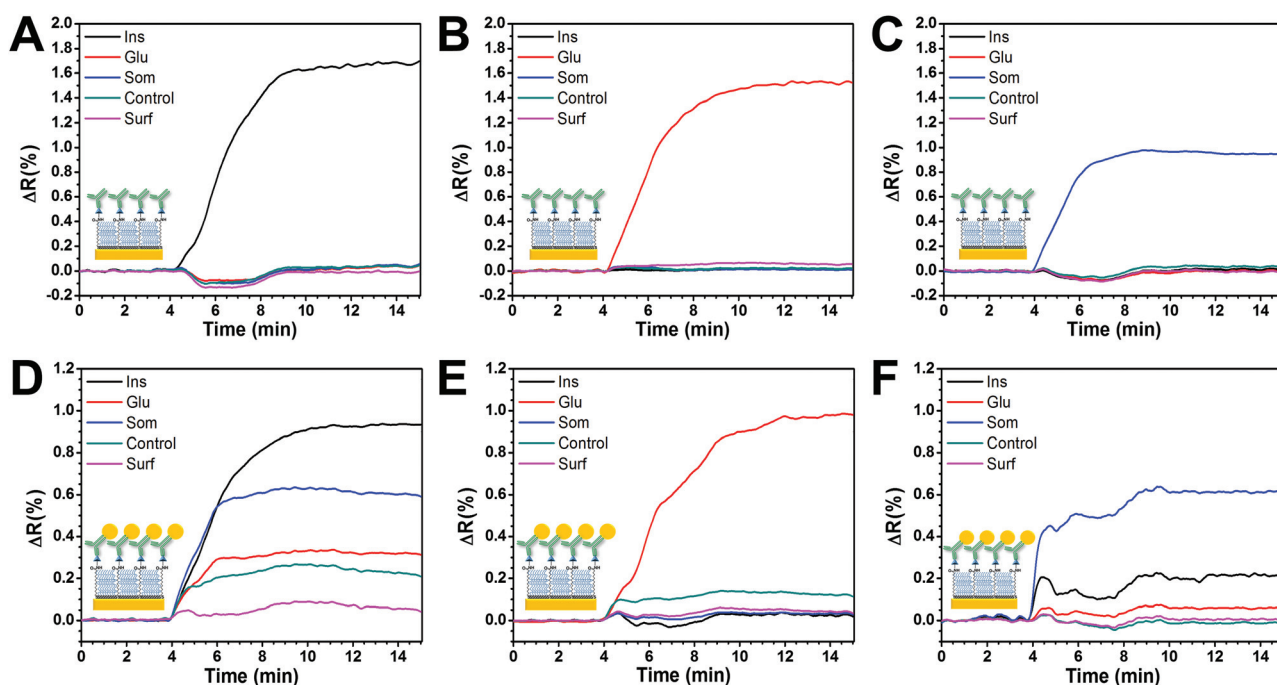 A
2.0
1.8
1.6
1.4
1.2
1.0
0.8
0.6
0.4
0.2
0.0
-0.2
ΔR(%)
Ins
Glu
Som
Control
Surf
0 2 4 6 8 10 12 14
Time (min)
B
2.0
1.8
1.6
1.4
1.2
1.0
0.8
0.6
0.4
0.2
0.0
-0.2
ΔR(%)
Ins
Glu
Som
Control
Surf
0 2 4 6 8 10 12 14
Time (min)
C
2.0
1.8
1.6
1.4
1.2
1.0
0.8
0.6
0.4
0.2
0.0
-0.2
ΔR(%)
Ins
Glu
Som
Control
Surf
0 2 4 6 8 10 12 14
Time (min)
D
1.2
1.0
0.8
0.6
0.4
0.2
0.0
ΔR(%)
Ins
Glu
Som
Control
Surf
0 2 4 6 8 10 12 14
Time (min)
E
1.2
1.0
0.8
0.6
0.4
0.2
0.0
ΔR(%)
Ins
Glu
Som
Control
Surf
0 2 4 6 8 10 12 14
Time (min)
F
1.2
1.0
0.8
0.6
0.4
0.2
0.0
ΔR(%)
Ins
Glu
Som
Control
Surf
0 2 4 6 8 10 12 14
Time (min)